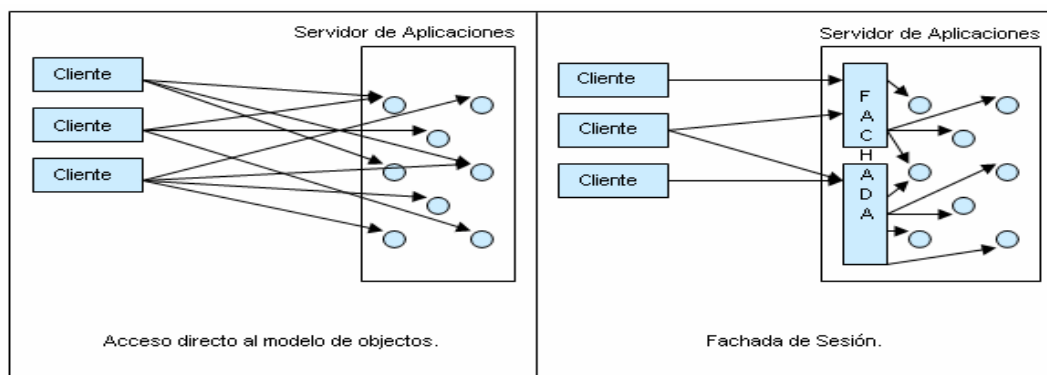 Servidor de Aplicaciones
Cliente
Cliente
Cliente
Acceso directo al modelo de objetos.
Servidor de Aplicaciones
Cliente
Cliente
Cliente
F
A
C
H
A
D
A
Fachada de Sesión.